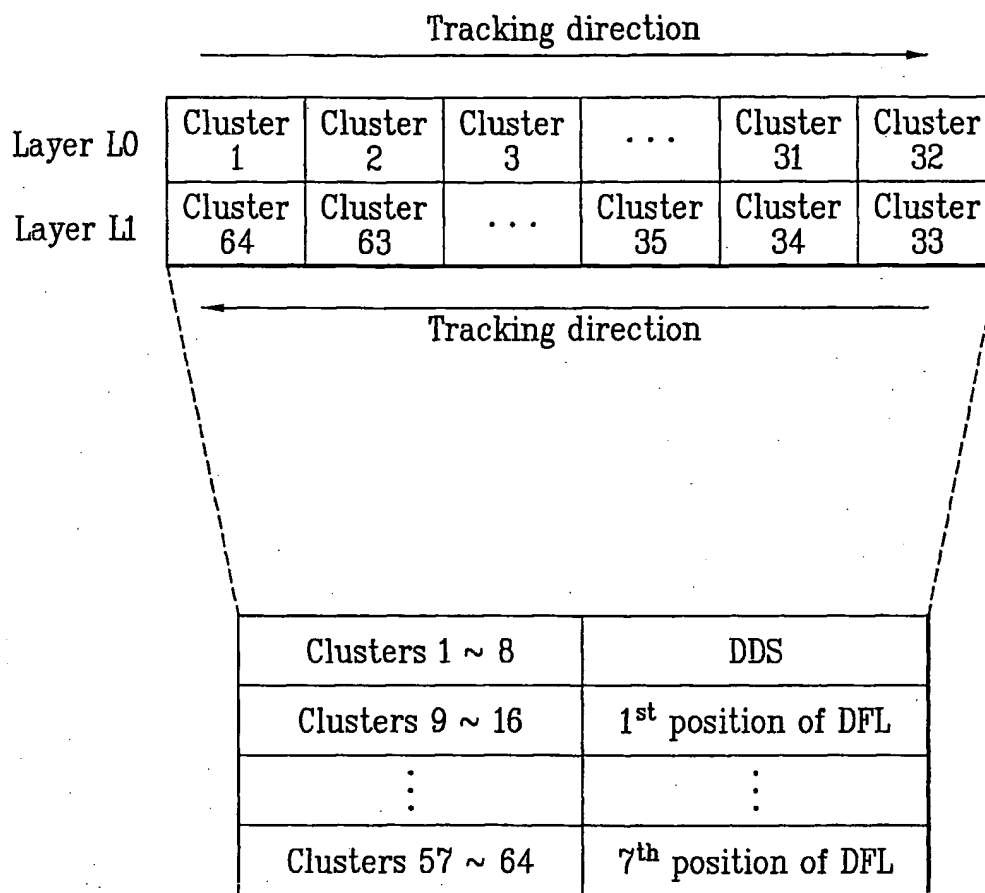 Tracking direction
Layer L0
Cluster 1
Cluster 2
Cluster 3
. . .
Cluster 31
Cluster 32
Layer L1
Cluster 64
Cluster 63
. . .
Cluster 35
Cluster 34
Cluster 33
Tracking direction
Clusters 1 ~ 8
DDS
Clusters 9 ~ 16
1st position of DFL
⋮
⋮
Clusters 57 ~ 64
7th position of DFL